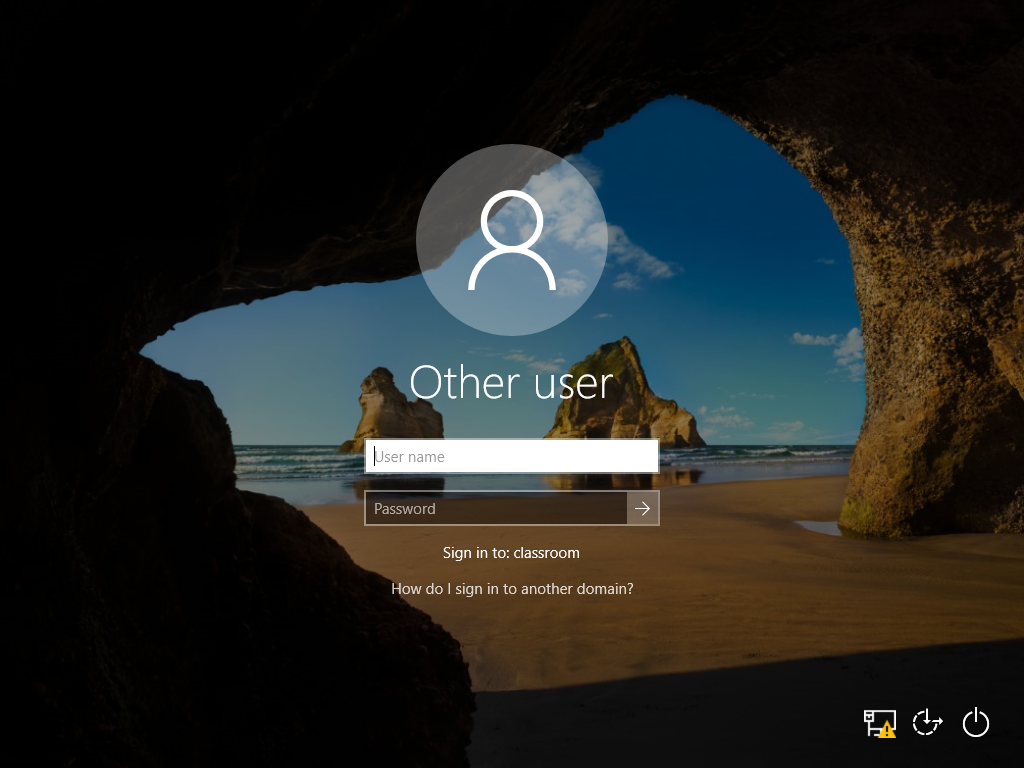 Other user
User name
Password
Sign in to: classroom
How do I sign in to another domain?